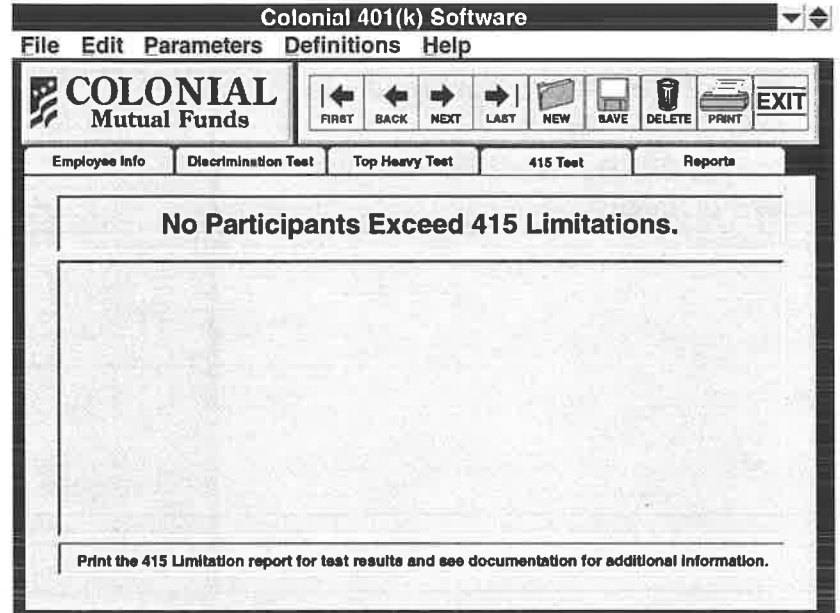 Colonial 401(k) Software
File Edit Parameters Definitions Help
COLONIAL
Mutual Funds
FIRST BACK NEXT LAST NEW SAVE DELETE PRINT EXIT
Employee Info Discrimination Test Top Heavy Test 415 Test Reports
No Participants Exceed 415 Limitations.
Print the 415 Limitation report for test results and see documentation for additional information.